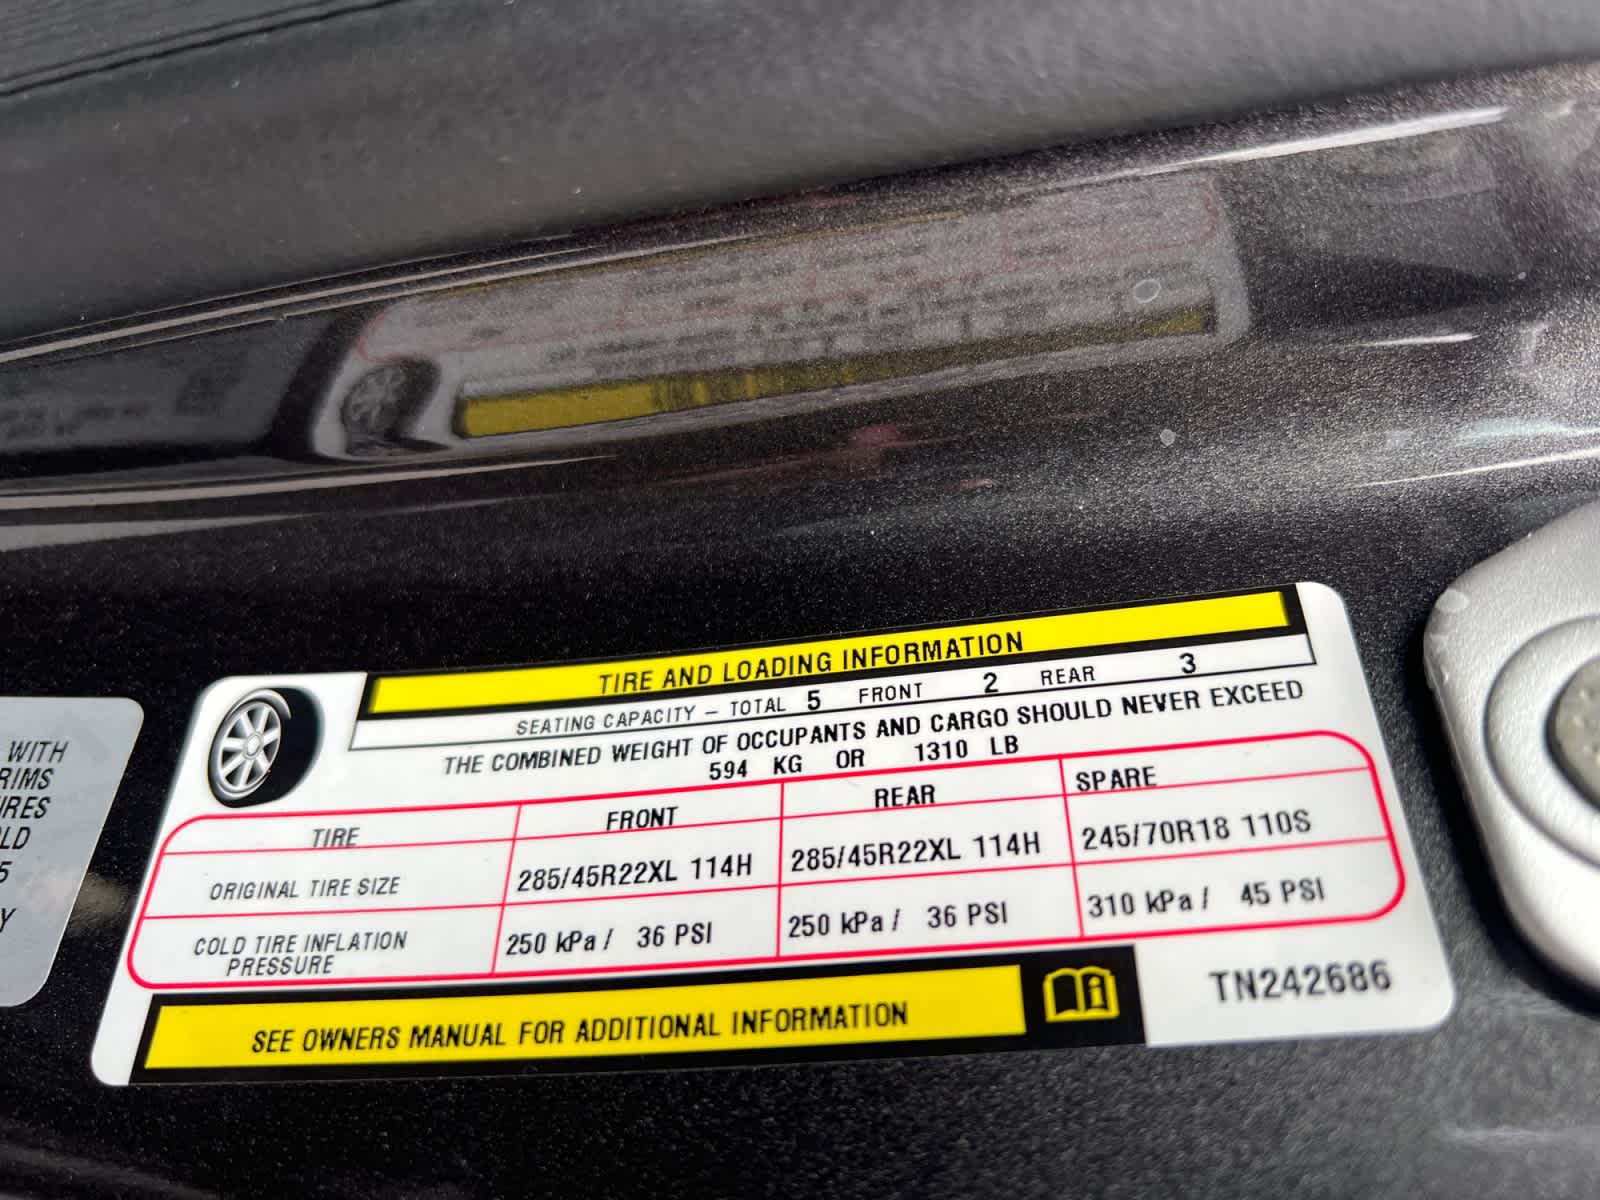 WITH
RIMS
5
Y
TIRE AND LOADING INFORMATION
SEATING CAPACITY – TOTAL 5 FRONT 2 REAR 3
THE COMBINED WEIGHT OF OCCUPANTS AND CARGO SHOULD NEVER EXCEED
594 KG OR 1310 LB
TIRE FRONT REAR SPARE
ORIGINAL TIRE SIZE 285/45R22XL 114H 285/45R22XL 114H 245/70R18 110S
COLD TIRE INFLATION PRESSURE 250 kPa / 36 PSI 250 kPa / 36 PSI 310 kPa / 45 PSI
SEE OWNERS MANUAL FOR ADDITIONAL INFORMATION
TN242686